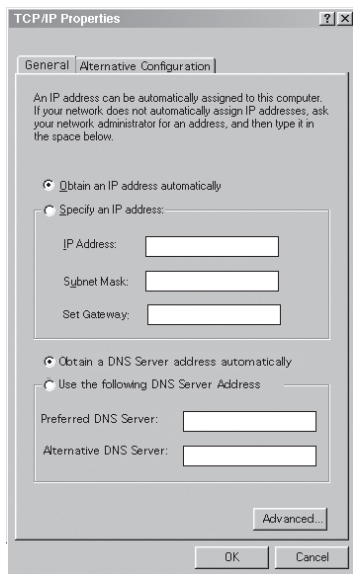 TCP/IP Properties
General
Alternative Configuration
An IP address can be automatically assigned to this computer.
If your network does not automatically assign IP addresses, ask
your network administrator for an address, and then type it in
the space below.
Obtain an IP address automatically
Specify an IP address:
IP Address:
Subnet Mask:
Set Gateway:
Obtain a DNS Server address automatically
Use the following DNS Server Address
Preferred DNS Server:
Alternative DNS Server:
Advanced...
OK
Cancel